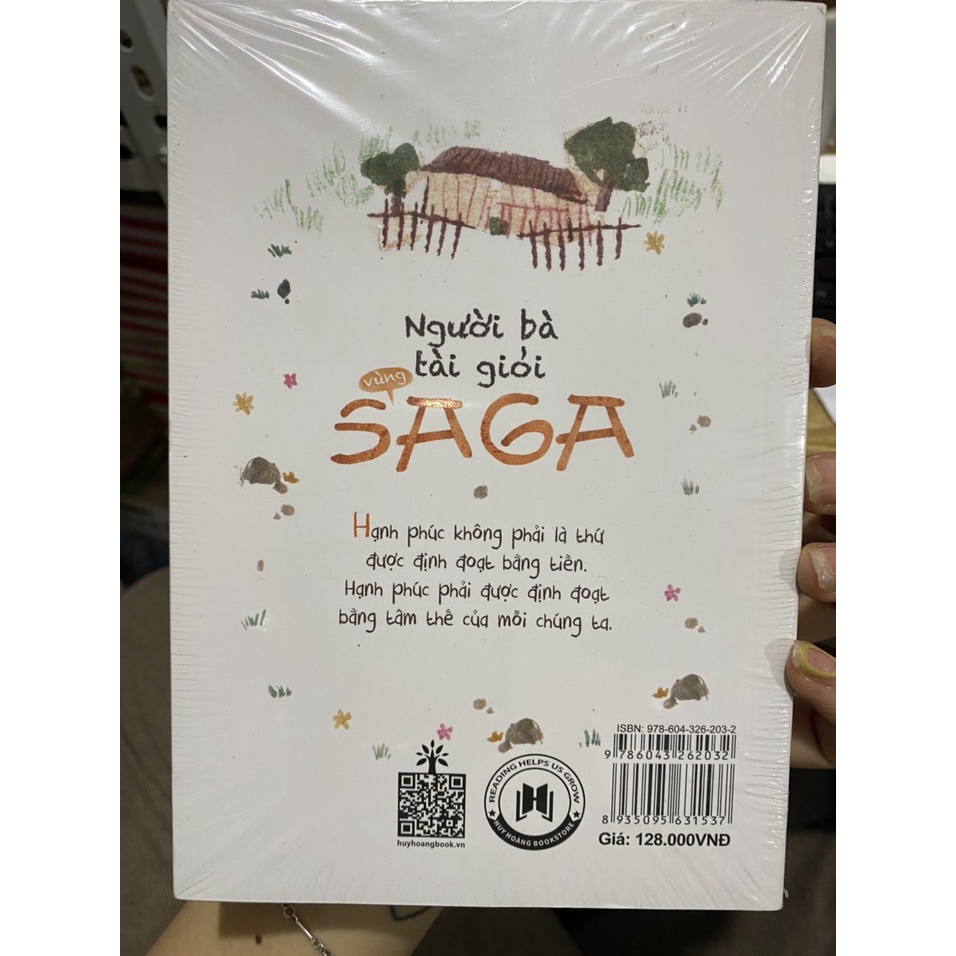 Người bà
tài giỏi
vùng
SAGA
Hạnh phúc không phải là thứ
được định đoạt bằng tiền.
Hạnh phúc phải được định đoạt
bằng tâm thế của mỗi chúng ta.
huyhoangbook.vn
READING HELPS US GROW
HUY HOÀNG BOOKSTORE
ISBN: 978-604-326-203-2
9 786043 262032
8 935095 631537
Giá: 128.000VNĐ